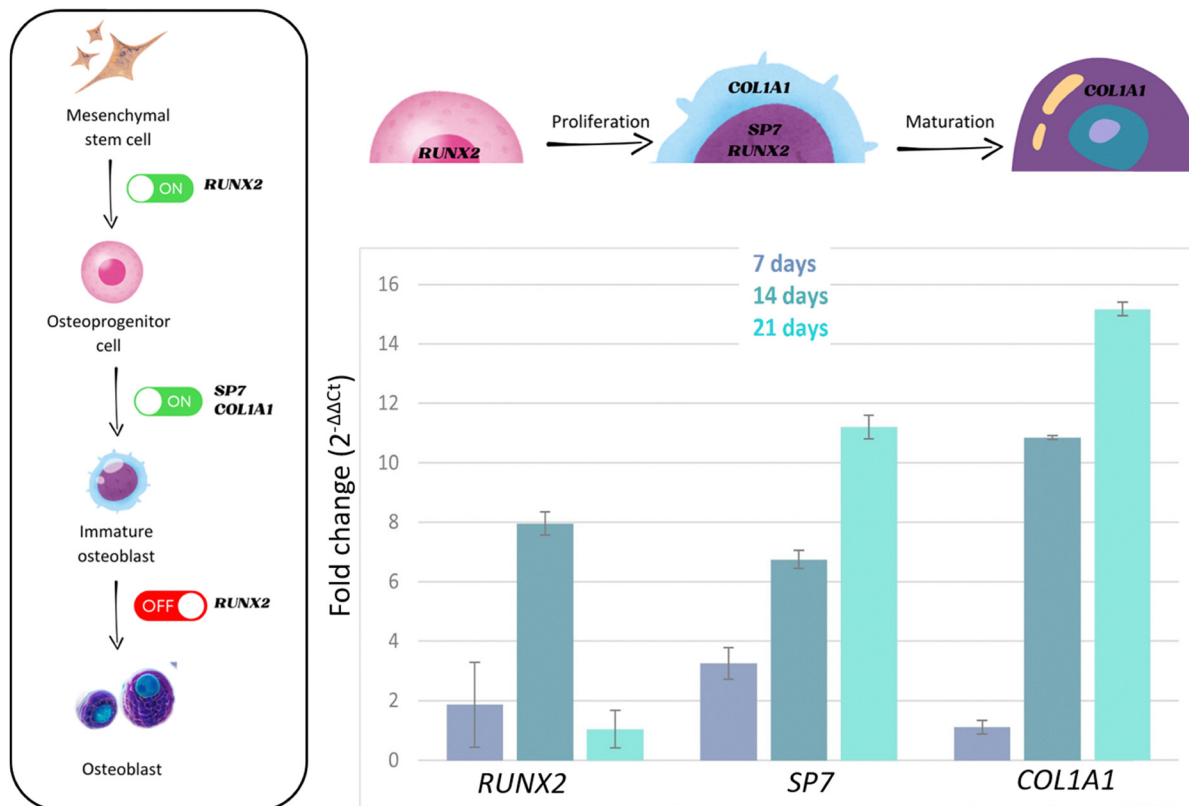 Mesenchymal
stem cell
ON RUNX2
Osteoprogenitor
cell
ON SP7
COL1A1
Immature
osteoblast
OFF RUNX2
Osteoblast
RUNX2
Proliferation
COL1A1
SP7
RUNX2
Maturation
COL1A1
7 days
14 days
21 days
Fold change (2^-ΔΔCt)
16
14
12
10
8
6
4
2
0
RUNX2 SP7 COL1A1